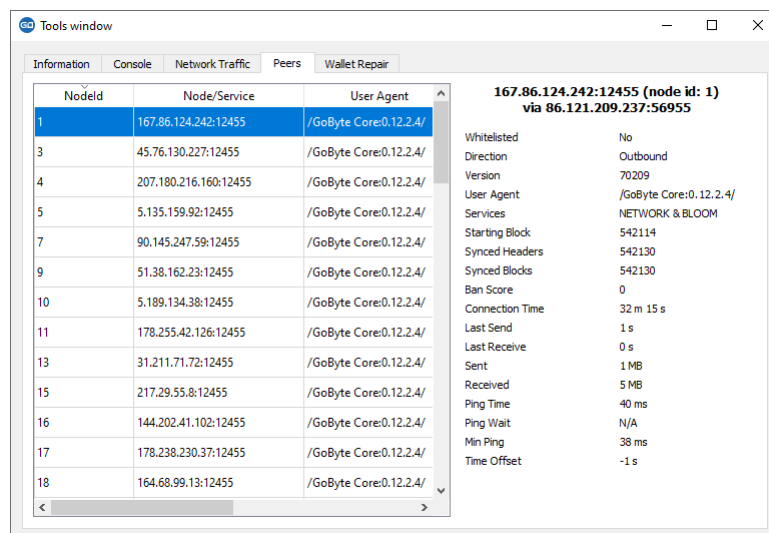 GO Tools window
Information Console Network Traffic Peers Wallet Repair
NodeId Node/Service User Agent
1 167.86.124.242:12455 /GoByte Core:0.12.2.4/
3 45.76.130.227:12455 /GoByte Core:0.12.2.4/
4 207.180.216.160:12455 /GoByte Core:0.12.2.4/
5 5.135.159.92:12455 /GoByte Core:0.12.2.4/
7 90.145.247.59:12455 /GoByte Core:0.12.2.4/
9 51.38.162.23:12455 /GoByte Core:0.12.2.4/
10 5.189.134.38:12455 /GoByte Core:0.12.2.4/
11 178.255.42.126:12455 /GoByte Core:0.12.2.4/
13 31.211.71.72:12455 /GoByte Core:0.12.2.4/
15 217.29.55.8:12455 /GoByte Core:0.12.2.4/
16 144.202.41.102:12455 /GoByte Core:0.12.2.4/
17 178.238.230.37:12455 /GoByte Core:0.12.2.4/
18 164.68.99.13:12455 /GoByte Core:0.12.2.4/
167.86.124.242:12455 (node id: 1)
via 86.121.209.237:56955
Whitelisted No
Direction Outbound
Version 70209
User Agent /GoByte Core:0.12.2.4/
Services NETWORK & BLOOM
Starting Block 542114
Synced Headers 542130
Synced Blocks 542130
Ban Score 0
Connection Time 32 m 15 s
Last Send 1 s
Last Receive 0 s
Sent 1 MB
Received 5 MB
Ping Time 40 ms
Ping Wait N/A
Min Ping 38 ms
Time Offset -1 s